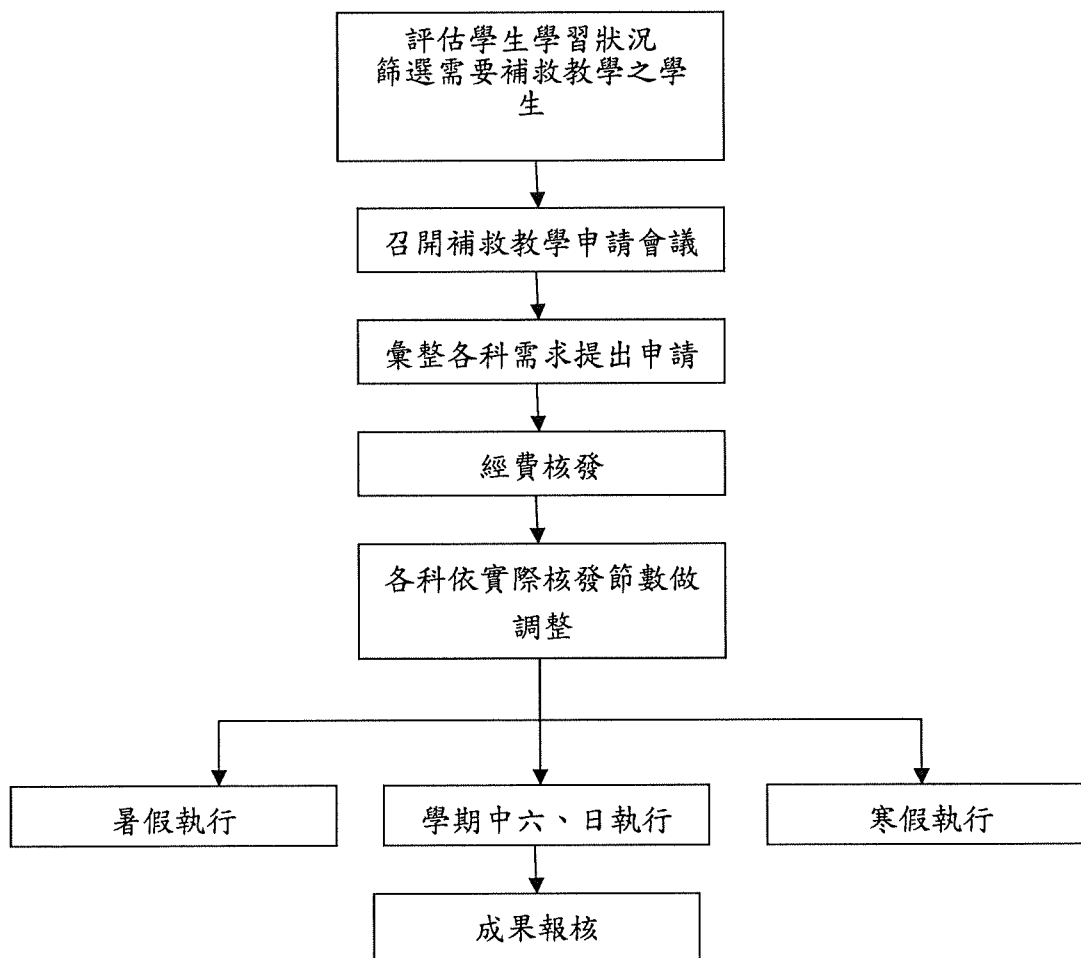 評估學生學習狀況
篩選需要補救教學之學
生
召開補救教學申請會議
彙整各科需求提出申請
經費核發
各科依實際核發節數做
調整
暑假執行
學期中六、日執行
寒假執行
成果報核